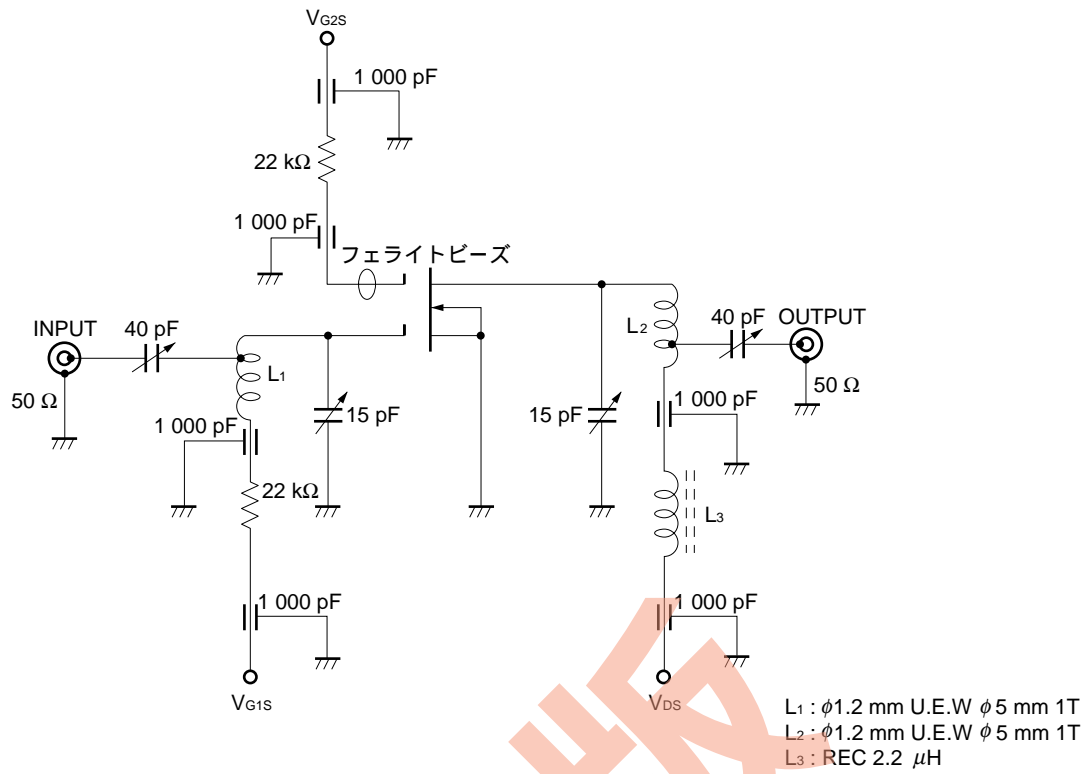 VG2S
1 000 pF
22 kΩ
1 000 pF
フェライトビーズ
INPUT
40 pF
L1
50 Ω
15 pF
1 000 pF
22 kΩ
1 000 pF
VG1S
L2
40 pF
OUTPUT
50 Ω
15 pF
1 000 pF
L3
1 000 pF
VDS
L1 : φ1.2 mm U.E.W φ5 mm 1T
L2 : φ1.2 mm U.E.W φ5 mm 1T
L3 : REC 2.2 μH